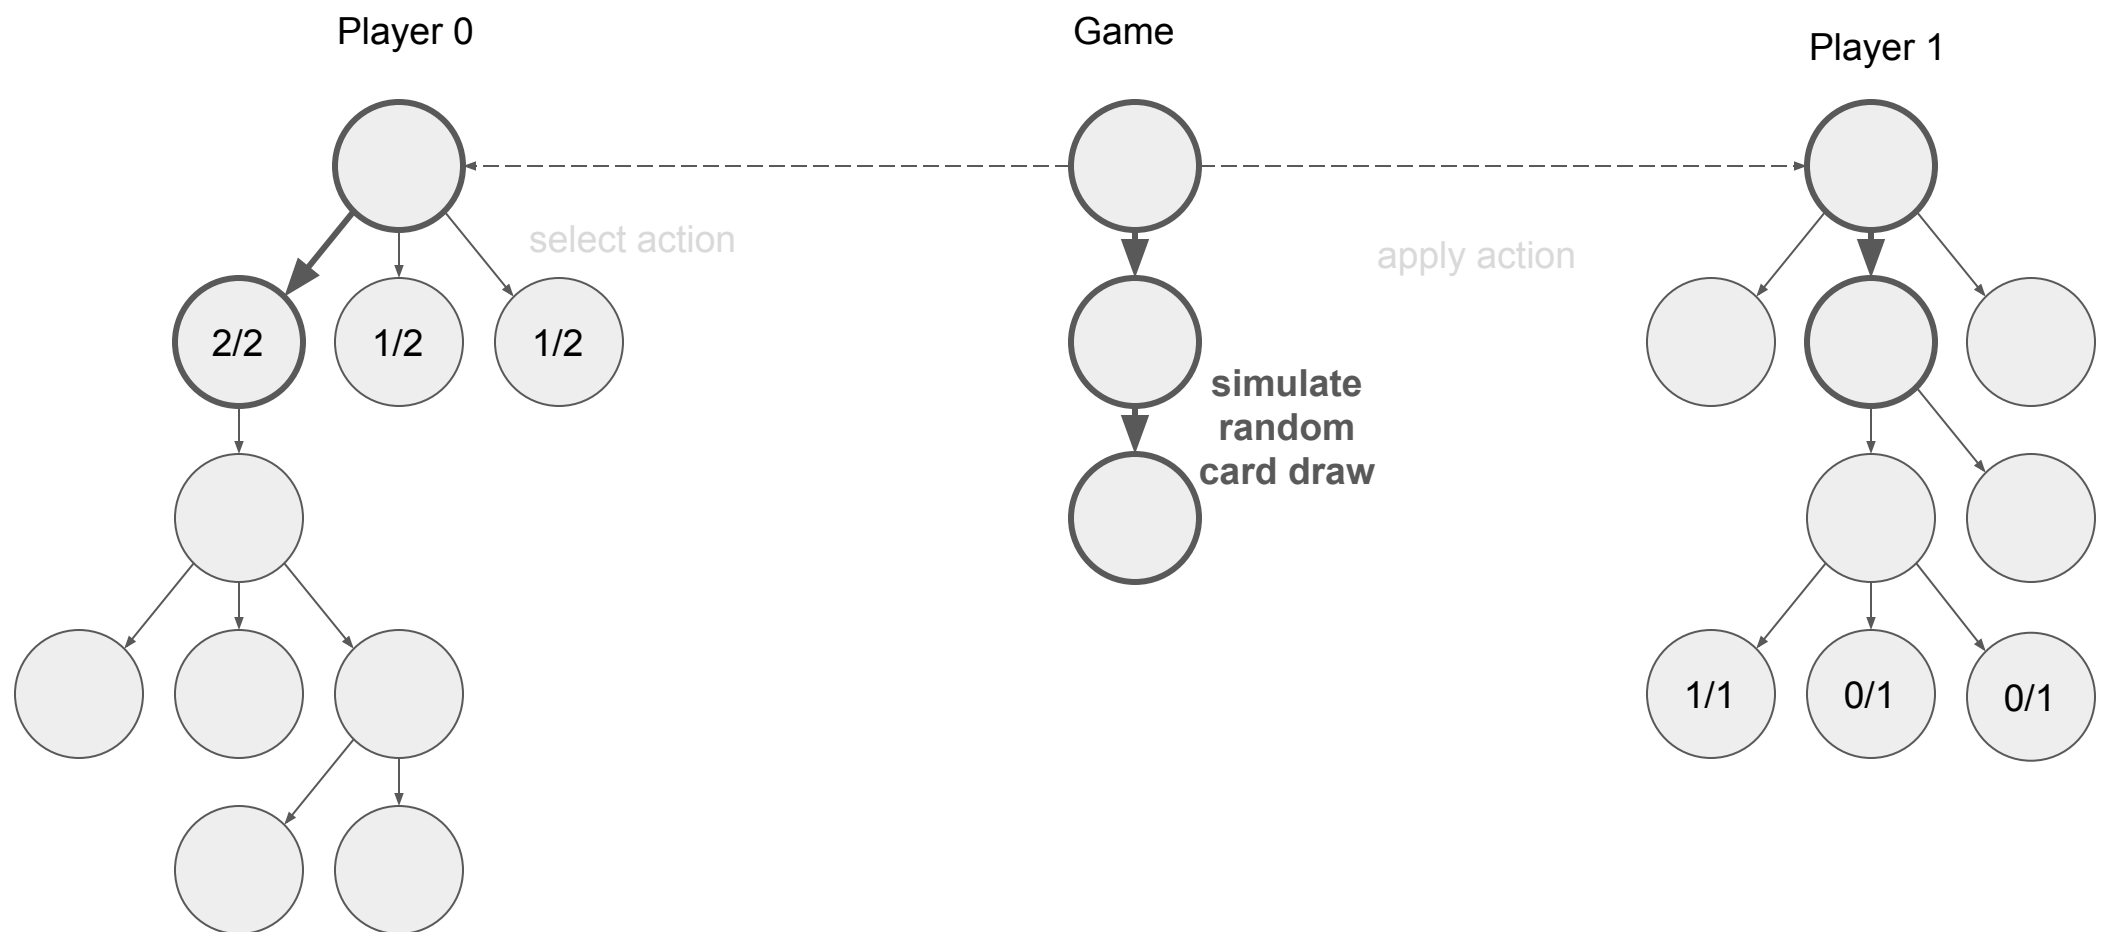 Player 0
Game
Player 1
select action
apply action
2/2
1/2
1/2
simulate
random
card draw
1/1
0/1
0/1